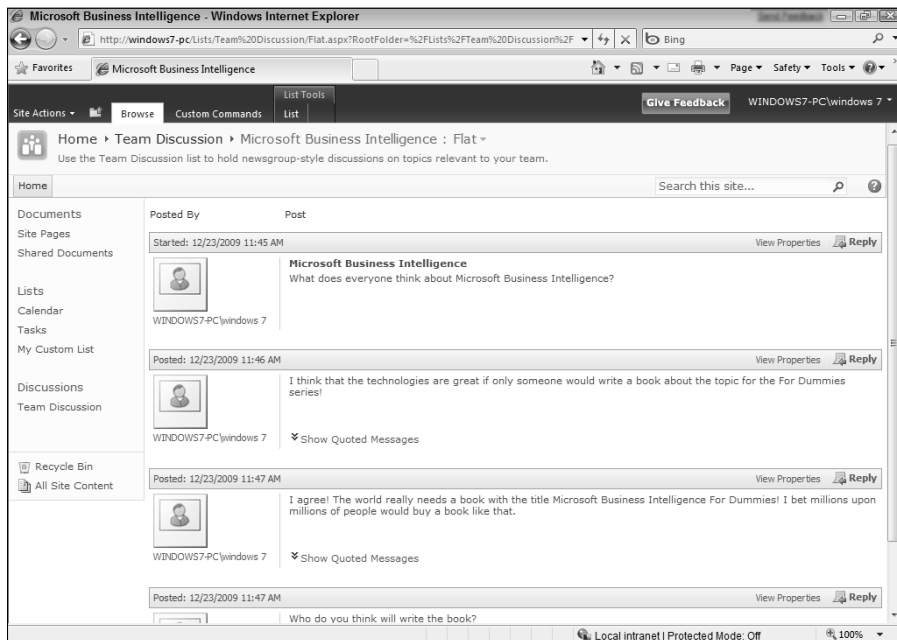 Microsoft Business Intelligence - Windows Internet Explorer
Send Feedback
http://windows7-pc/Lists/Team%20Discussion/Flat.aspx?RootFolder=%2FLists%2FTeam%20Discussion%2F
Bing
Favorites
Microsoft Business Intelligence
Page
Safety
Tools
Site Actions
Browse
Custom Commands
List Tools
List
Give Feedback
WINDOWS7-PC\windows 7
Home
Team Discussion
Microsoft Business Intelligence : Flat
Use the Team Discussion list to hold newsgroup-style discussions on topics relevant to your team.
Home
Search this site...
Documents
Site Pages
Shared Documents
Lists
Calendar
Tasks
My Custom List
Discussions
Team Discussion
Recycle Bin
All Site Content
Posted By
Post
Started: 12/23/2009 11:45 AM
View Properties
Reply
Microsoft Business Intelligence
What does everyone think about Microsoft Business Intelligence?
WINDOWS7-PC\windows 7
Posted: 12/23/2009 11:46 AM
View Properties
Reply
I think that the technologies are great if only someone would write a book about the topic for the For Dummies
series!
WINDOWS7-PC\windows 7
Show Quoted Messages
Posted: 12/23/2009 11:47 AM
View Properties
Reply
I agree! The world really needs a book with the title Microsoft Business Intelligence For Dummies! I bet millions upon
millions of people would buy a book like that.
WINDOWS7-PC\windows 7
Show Quoted Messages
Posted: 12/23/2009 11:47 AM
View Properties
Reply
Who do you think will write the book?
Local intranet | Protected Mode: Off
100%